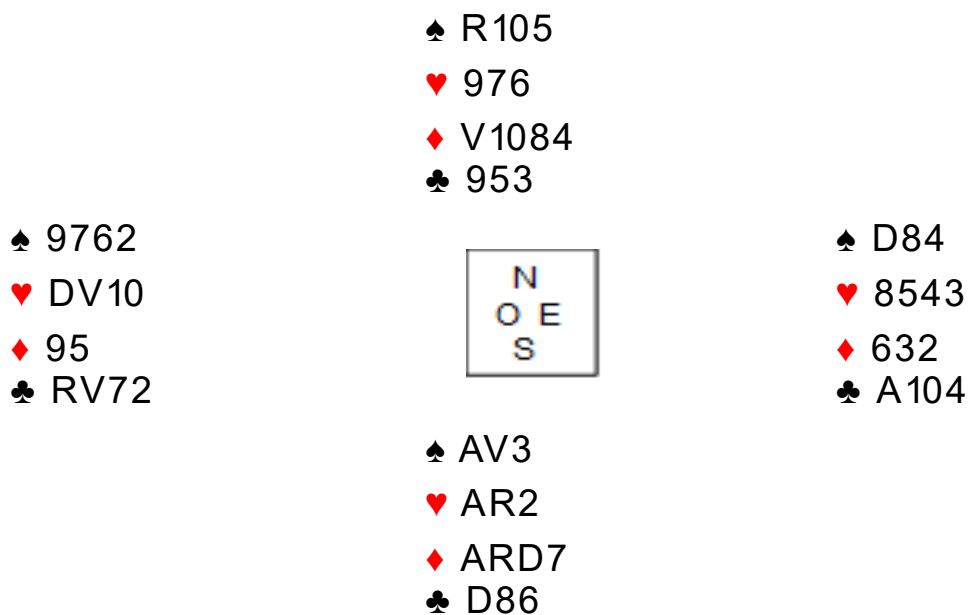 ♠ R105
♥ 976
♦ V1084
♣ 953
♠ 9762
♥ DV10
♦ 95
♣ RV72
N
O E
S
♠ D84
♥ 8543
♦ 632
♣ A104
♠ AV3
♥ AR2
♦ ARD7
♣ D86